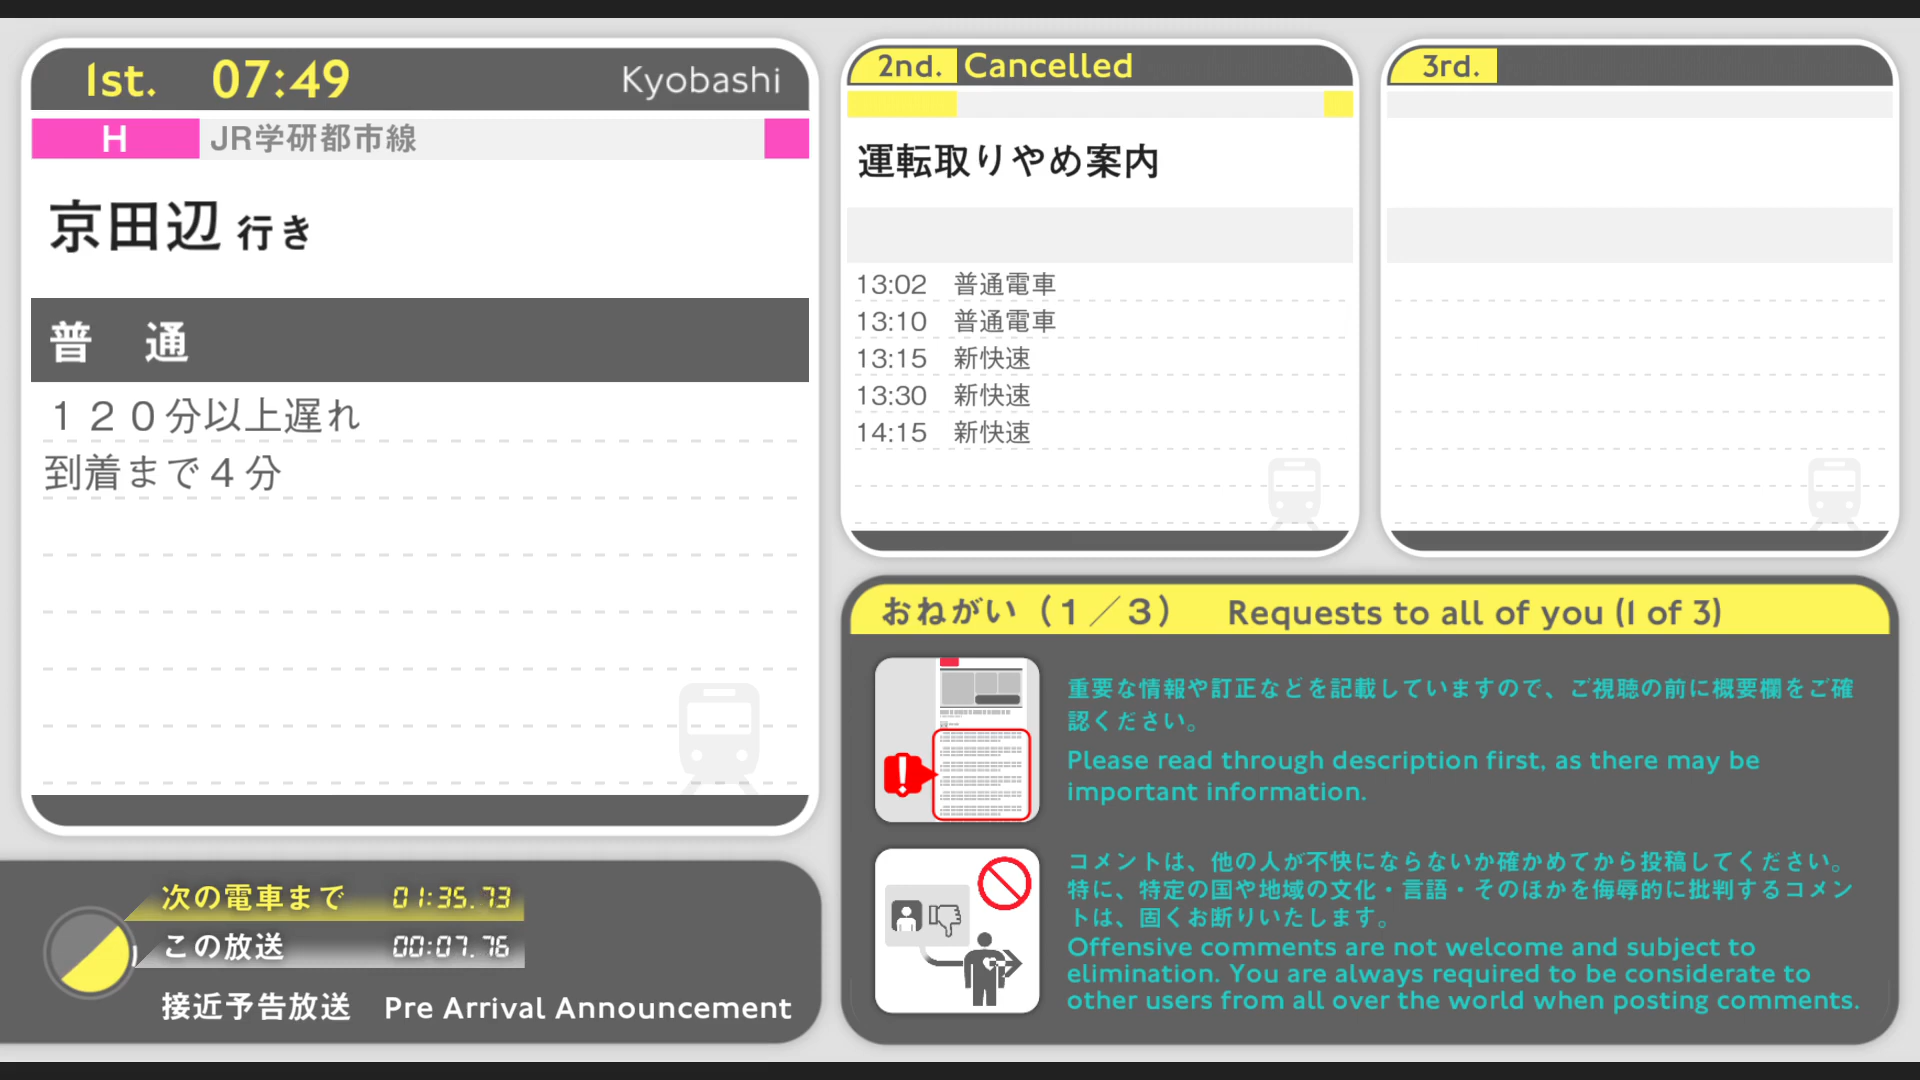 1st. 07:49 Kyobashi
H JR学研都市線
京田辺 行き
普　通
１２０分以上遅れ
到着まで４分
2nd. Cancelled
運転取りやめ案内
13:02 普通電車
13:10 普通電車
13:15 新快速
13:30 新快速
14:15 新快速
3rd.
次の電車まで 01:35.73
この放送 00:07.76
接近予告放送 Pre Arrival Announcement
おねがい（１／３） Requests to all of you (1 of 3)
重要な情報や訂正などを記載していますので、ご視聴の前に概要欄をご確
認ください。
Please read through description first, as there may be
important information.
コメントは、他の人が不快にならないか確かめてから投稿してください。
特に、特定の国や地域の文化・言語・そのほかを侮辱的に批判するコメン
トは、固くお断りいたします。
Offensive comments are not welcome and subject to
elimination. You are always required to be considerate to
other users from all over the world when posting comments.